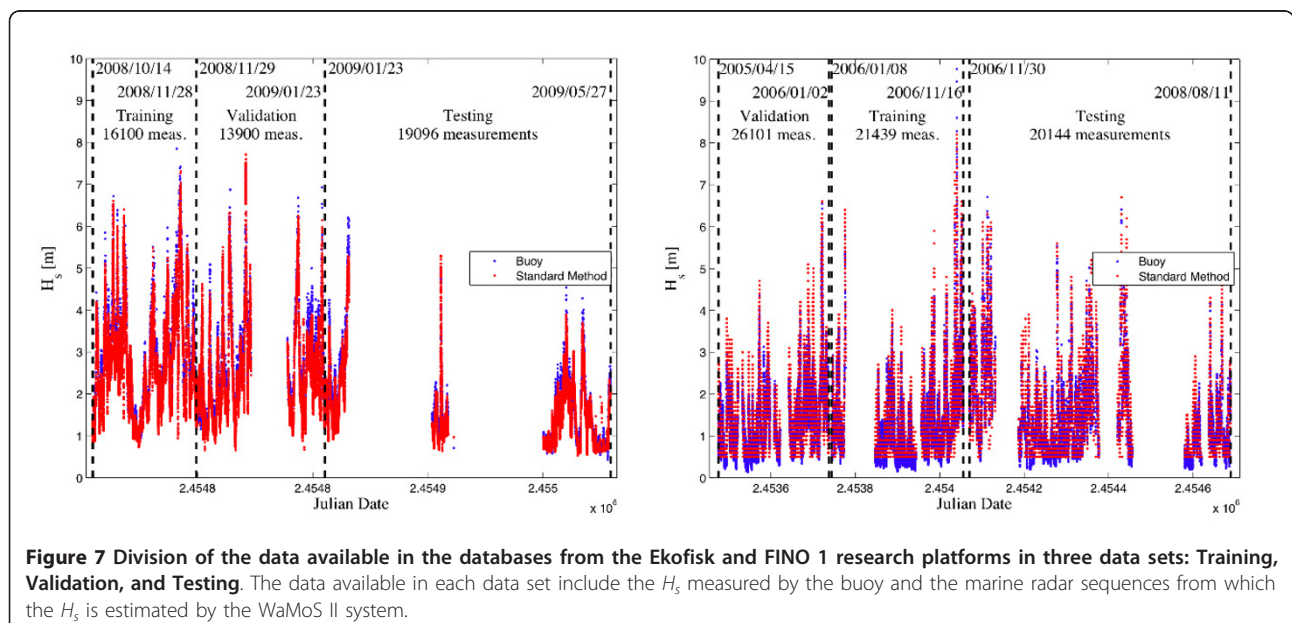 2008/10/14 2008/11/29 2009/01/23
2008/11/28 2009/01/23 2009/05/27
Training Validation Testing
16100 meas. 13900 meas. 19096 measurements
10
9
8
7
6
5
4
3
2
1
0
H_s [m]
Buoy
Standard Method
2.4548 2.4548 2.4549 2.455
Julian Date
x 10^6
2005/04/15 2006/01/08 2006/11/30
2006/01/02 2006/11/16 2008/08/11
Validation Training Testing
26101 meas. 21439 meas. 20144 measurements
10
9
8
7
6
5
4
3
2
1
0
H_s [m]
Buoy
Standard Method
2.4536 2.4538 2.454 2.4542 2.4544 2.4546
Julian Date
x 10^6
Figure 7 Division of the data available in the databases from the Ekofisk and FINO 1 research platforms in three data sets: Training,
Validation, and Testing. The data available in each data set include the H_s measured by the buoy and the marine radar sequences from which
the H_s is estimated by the WaMoS II system.